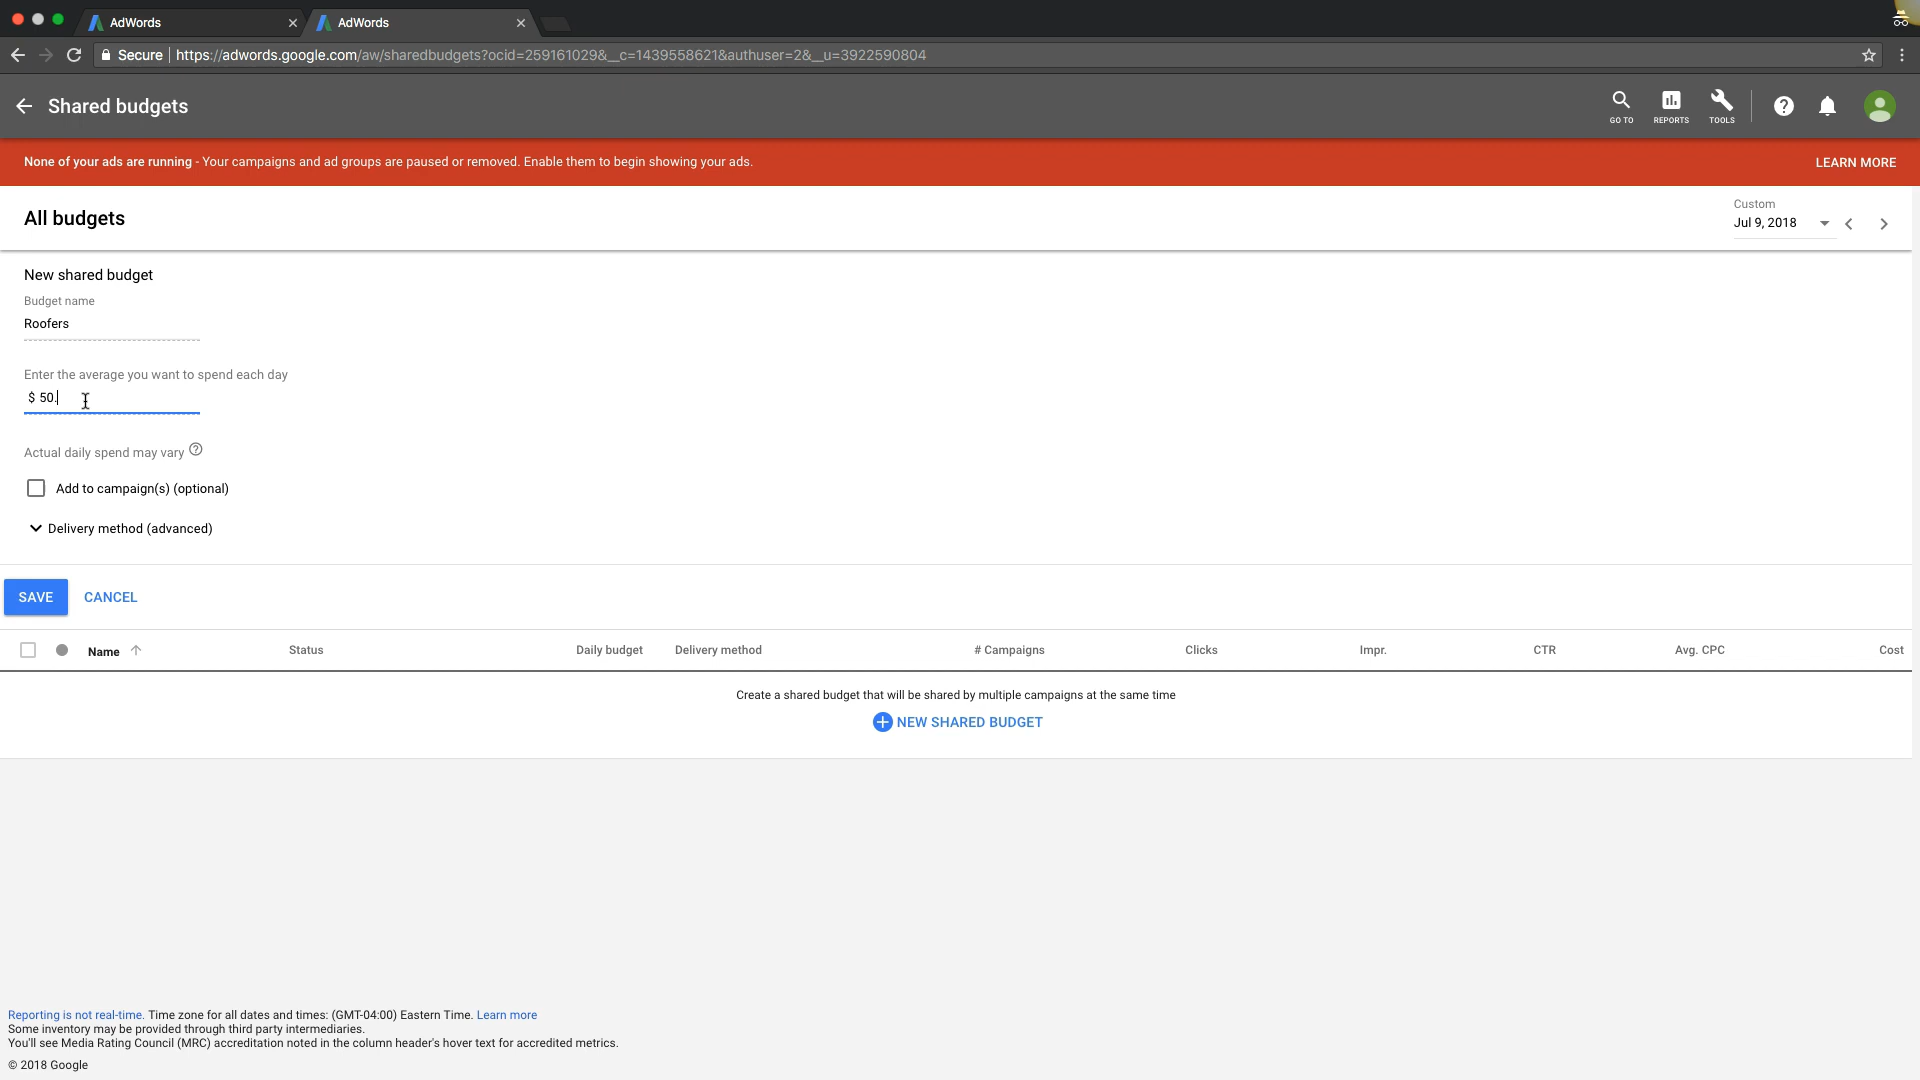 AdWords
AdWords
Secure https://adwords.google.com/aw/sharedbudgets?ocid=259161029&__c=1439558621&authuser=2&__u=3922590804
Shared budgets
GO TO
REPORTS
TOOLS
None of your ads are running - Your campaigns and ad groups are paused or removed. Enable them to begin showing your ads.
LEARN MORE
All budgets
Custom
Jul 9, 2018
New shared budget
Budget name
Roofers
Enter the average you want to spend each day
$ 50.
Actual daily spend may vary
Add to campaign(s) (optional)
Delivery method (advanced)
SAVE
CANCEL
Name Status Daily budget Delivery method # Campaigns Clicks Impr. CTR Avg. CPC Cost
Create a shared budget that will be shared by multiple campaigns at the same time
NEW SHARED BUDGET
Reporting is not real-time. Time zone for all dates and times: (GMT-04:00) Eastern Time. Learn more
Some inventory may be provided through third party intermediaries.
You'll see Media Rating Council (MRC) accreditation noted in the column header's hover text for accredited metrics.
© 2018 Google